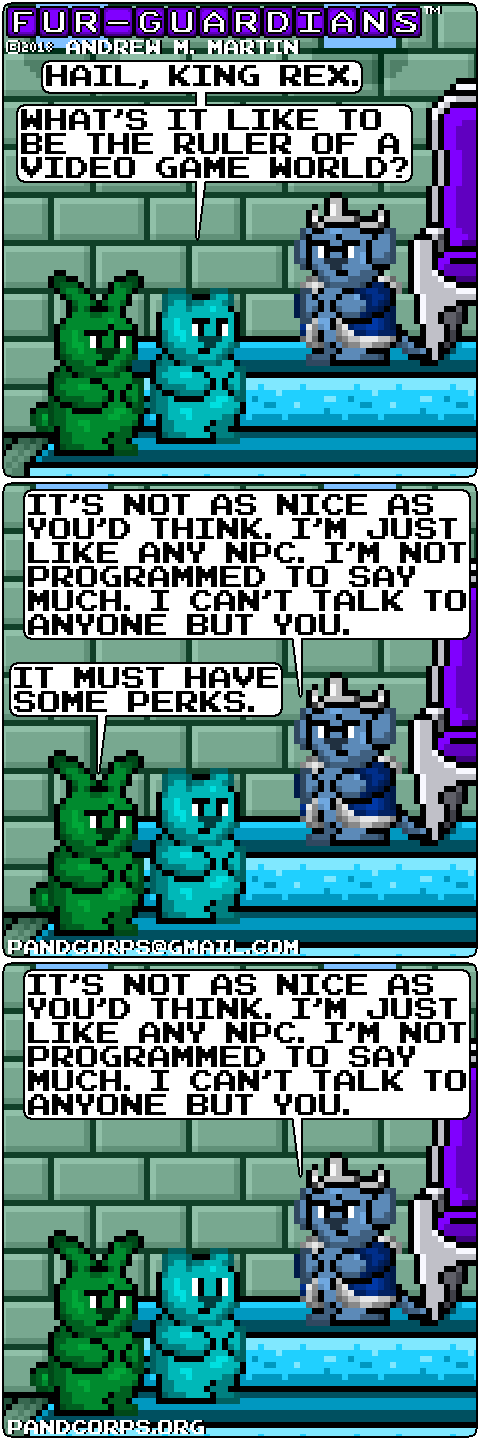 FUR-GUARDIANS™
©2018 ANDREW M. MARTIN
HAIL, KING REX.
WHAT'S IT LIKE TO
BE THE RULER OF A
VIDEO GAME WORLD?
IT'S NOT AS NICE AS
YOU'D THINK. I'M JUST
LIKE ANY NPC. I'M NOT
PROGRAMMED TO SAY
MUCH. I CAN'T TALK TO
ANYONE BUT YOU.
IT MUST HAVE
SOME PERKS.
PANDCORPS@GMAIL.COM
IT'S NOT AS NICE AS
YOU'D THINK. I'M JUST
LIKE ANY NPC. I'M NOT
PROGRAMMED TO SAY
MUCH. I CAN'T TALK TO
ANYONE BUT YOU.
PANDCORPS.ORG